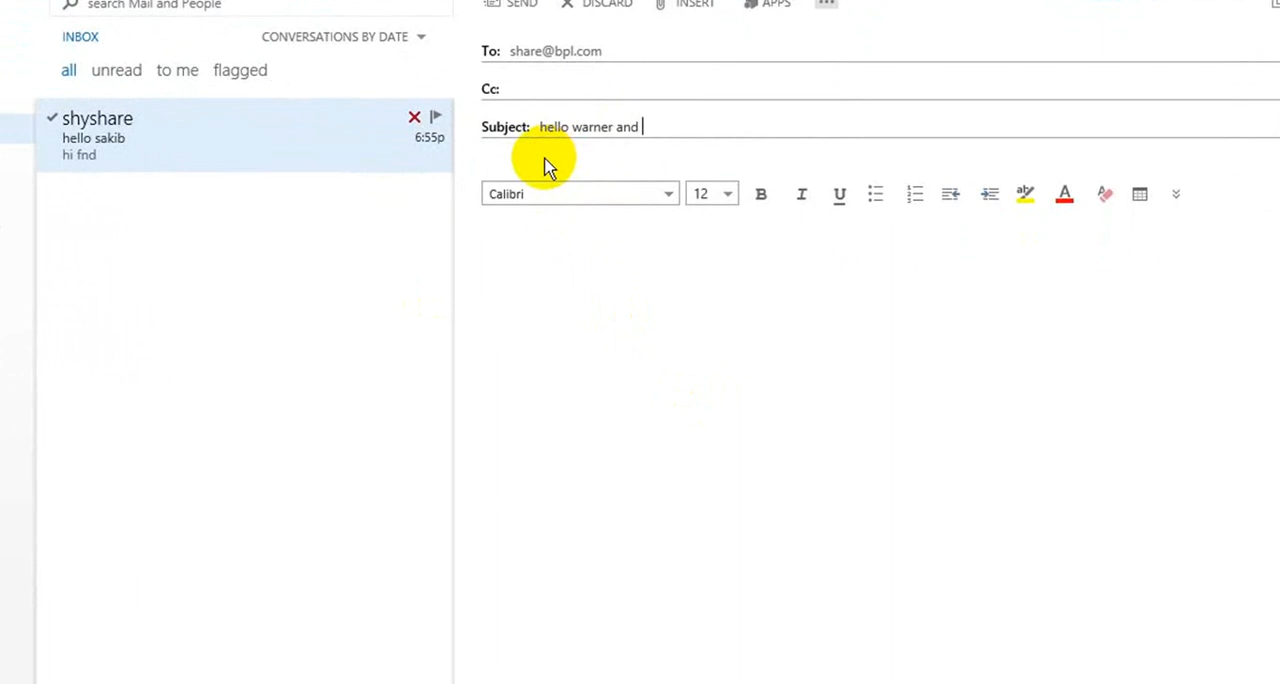 search Mail and People
INBOX CONVERSATIONS BY DATE
all unread to me flagged
shyshare
hello sakib 6:55p
hi fnd
SEND DISCARD INSERT APPS
To: share@bpl.com
Cc:
Subject: hello warner and
Calibri 12 B I U ab A A